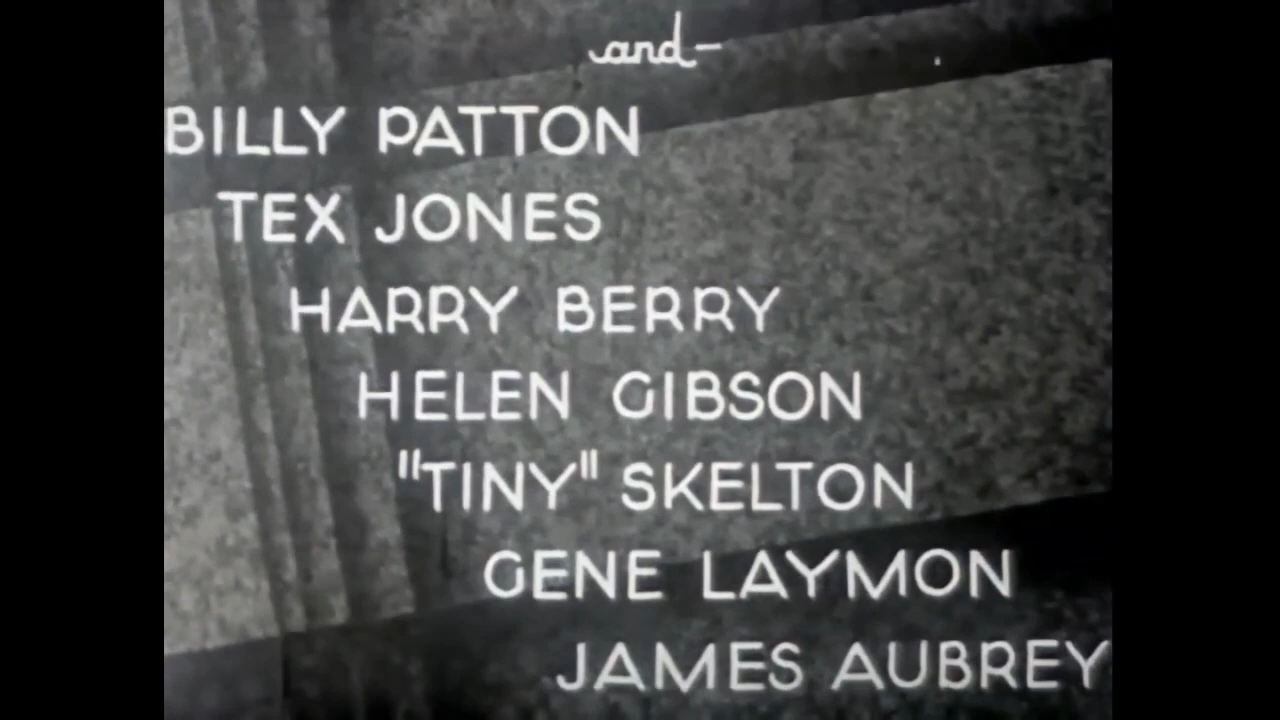 and-
BILLY PATTON
TEX JONES
HARRY BERRY
HELEN GIBSON
"TINY" SKELTON
GENE LAYMON
JAMES AUBREY